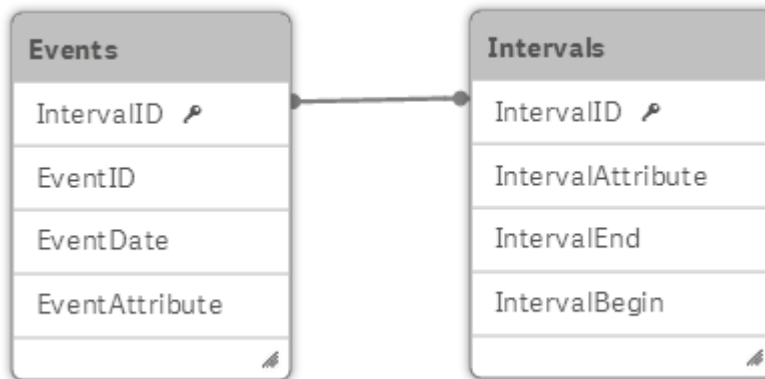 Events
IntervalID
EventID
EventDate
EventAttribute
Intervals
IntervalID
IntervalAttribute
IntervalEnd
IntervalBegin